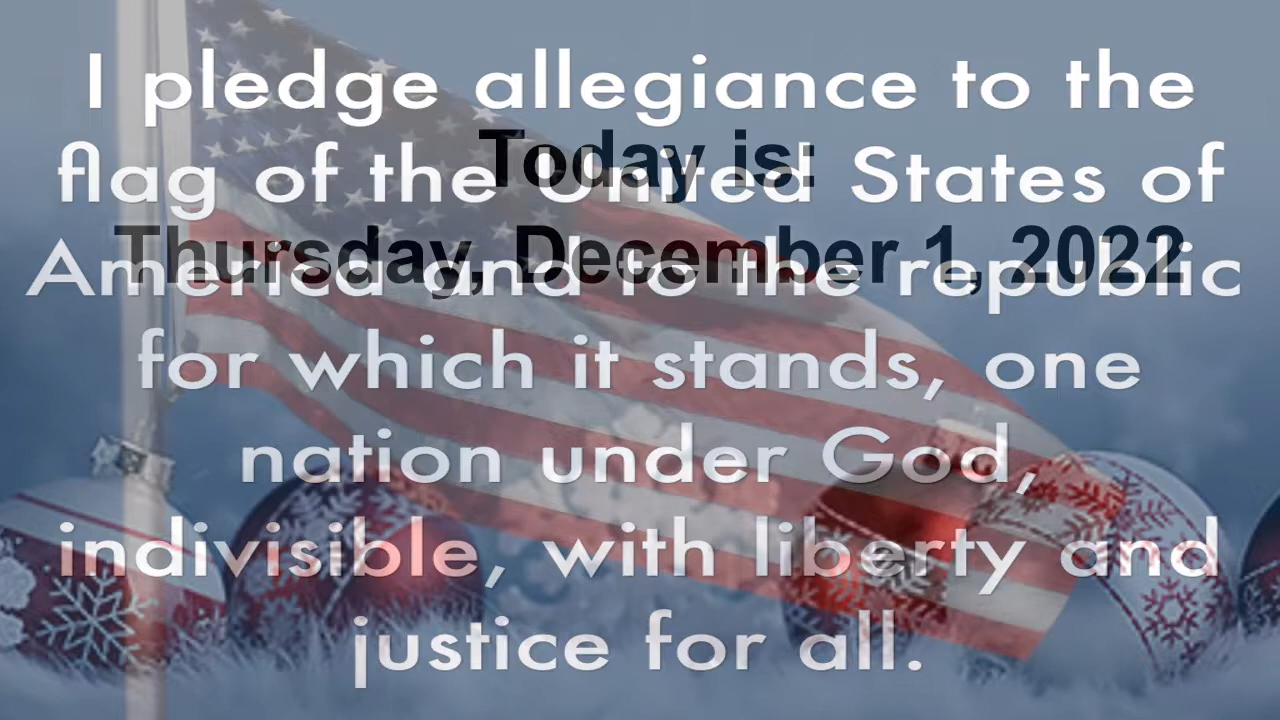 I pledge allegiance to the
Today is:
flag of the United States of
Thursday, December 1, 2022
America and to the republic
for which it stands, one
nation under God,
indivisible, with liberty and
justice for all.